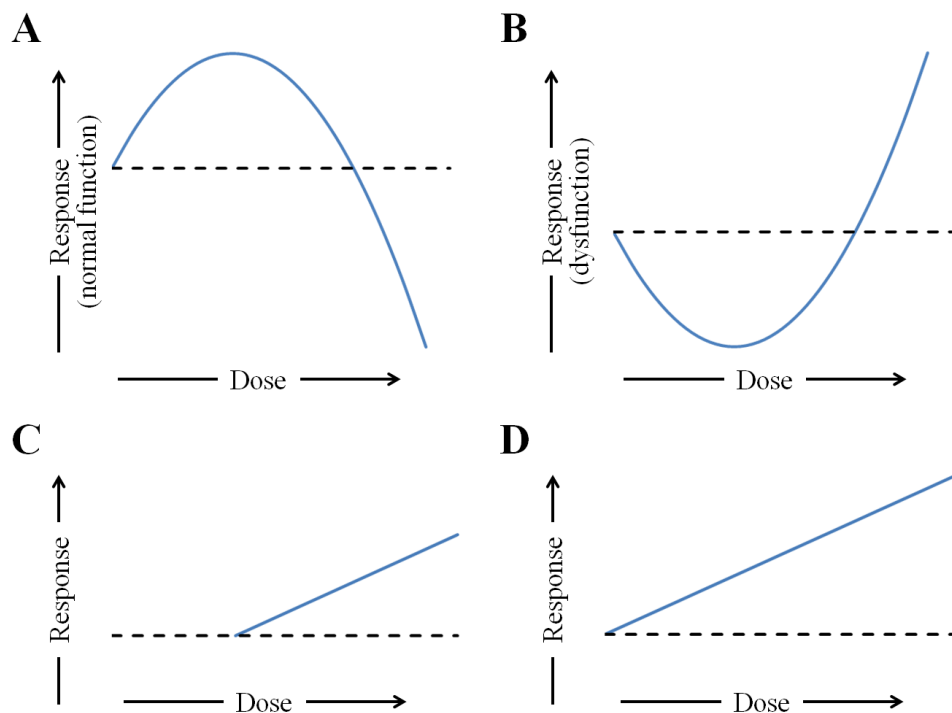 A
Response
(normal function)
Dose
B
Response
(dysfunction)
Dose
C
Response
Dose
D
Response
Dose